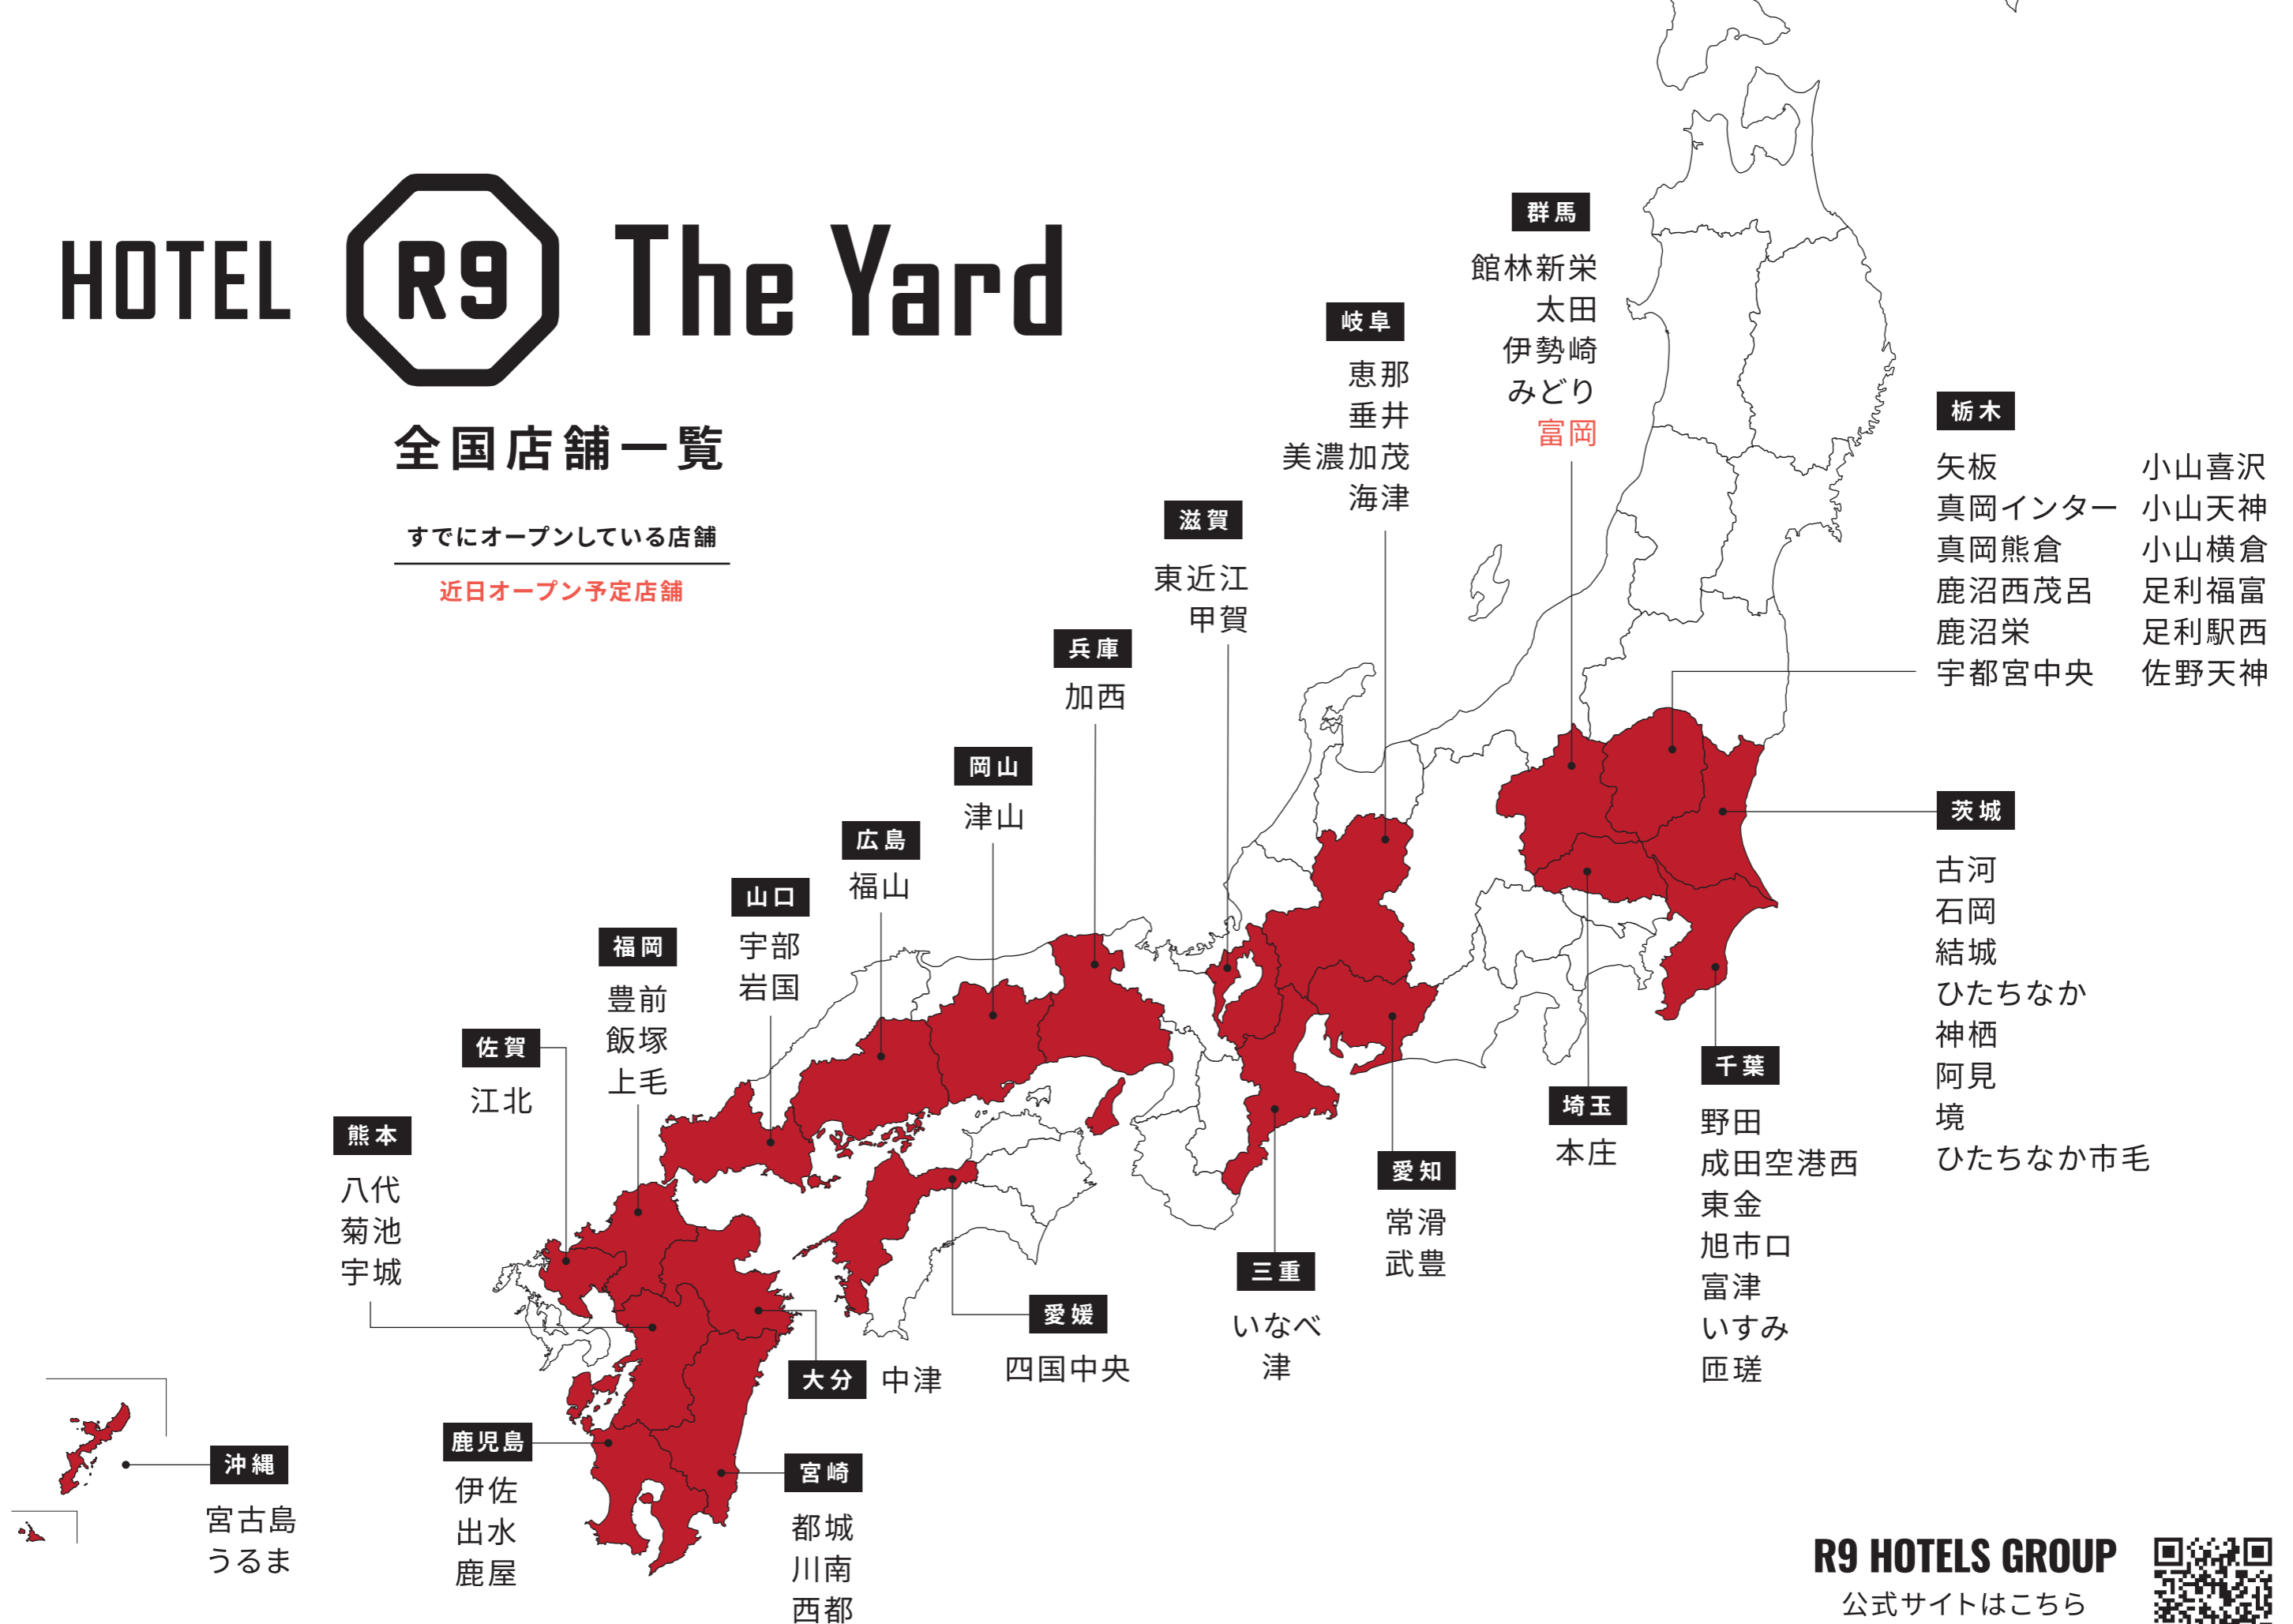 HOTEL R9 The Yard
全国店舗一覧
すでにオープンしている店舗
近日オープン予定店舗
群馬
館林新栄
太田
伊勢崎
みどり
富岡
岐阜
恵那
垂井
美濃加茂
海津
栃木
矢板
真岡インター
真岡熊倉
鹿沼西茂呂
鹿沼栄
宇都宮中央
小山喜沢
小山天神
小山横倉
足利福富
足利駅西
佐野天神
滋賀
東近江
甲賀
兵庫
加西
岡山
津山
広島
福山
山口
宇部
岩国
福岡
豊前
飯塚
上毛
佐賀
江北
熊本
八代
菊池
宇城
茨城
古河
石岡
結城
ひたちなか
神栖
阿見
境
ひたちなか市毛
千葉
野田
成田空港西
東金
旭市口
富津
いすみ
匝瑳
埼玉
本庄
愛知
常滑
武豊
三重
いなべ
津
愛媛
四国中央
大分
中津
鹿児島
伊佐
出水
鹿屋
宮崎
都城
川南
西都
沖縄
宮古島
うるま
R9 HOTELS GROUP
公式サイトはこちら